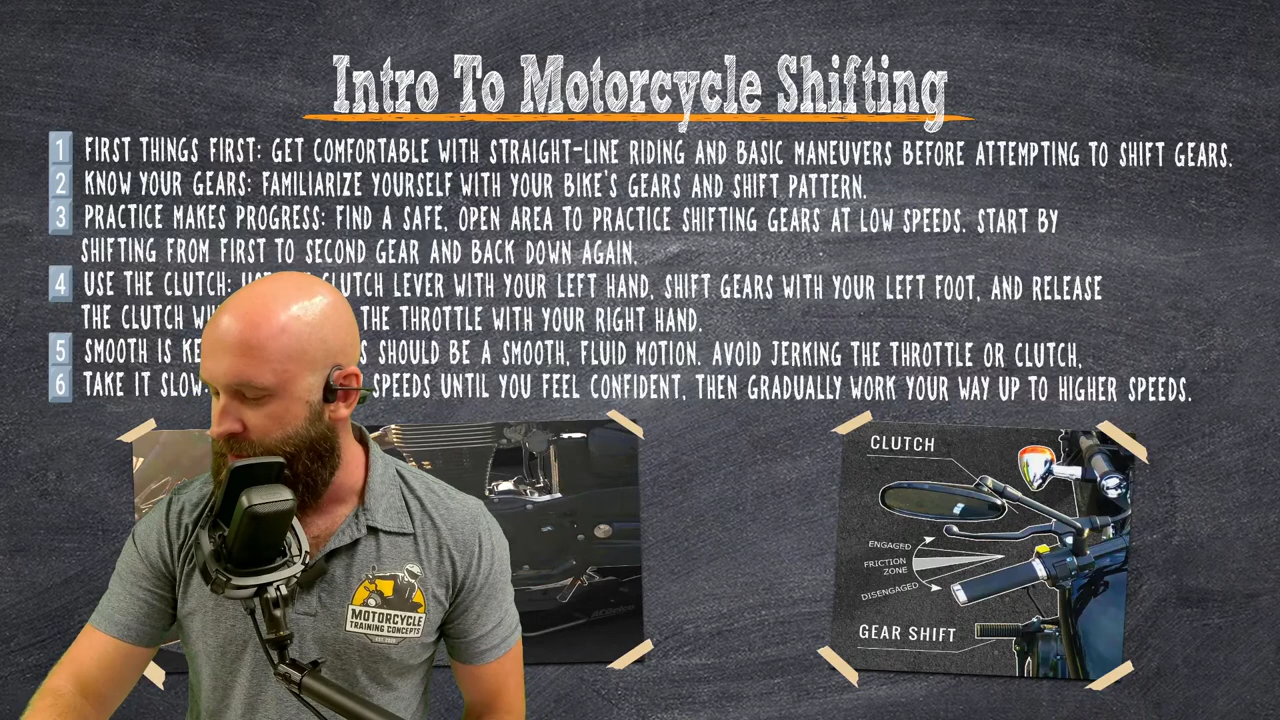 Intro To Motorcycle Shifting
1 FIRST THINGS FIRST: GET COMFORTABLE WITH STRAIGHT-LINE RIDING AND BASIC MANEUVERS BEFORE ATTEMPTING TO SHIFT GEARS.
2 KNOW YOUR GEARS: FAMILIARIZE YOURSELF WITH YOUR BIKE'S GEARS AND SHIFT PATTERN.
3 PRACTICE MAKES PROGRESS: FIND A SAFE, OPEN AREA TO PRACTICE SHIFTING GEARS AT LOW SPEEDS. START BY
SHIFTING FROM FIRST TO SECOND GEAR AND BACK DOWN AGAIN.
4 USE THE CLUTCH: CLUTCH LEVER WITH YOUR LEFT HAND, SHIFT GEARS WITH YOUR LEFT FOOT, AND RELEASE
THE CLUTCH THE THROTTLE WITH YOUR RIGHT HAND.
5 SMOOTH IS SHOULD BE A SMOOTH, FLUID MOTION. AVOID JERKING THE THROTTLE OR CLUTCH.
6 TAKE IT SLOW: SPEEDS UNTIL YOU FEEL CONFIDENT, THEN GRADUALLY WORK YOUR WAY UP TO HIGHER SPEEDS.
CLUTCH
ENGAGED
FRICTION
ZONE
DISENGAGED
GEAR SHIFT
MOTORCYCLE
TRAINING CONCEPTS